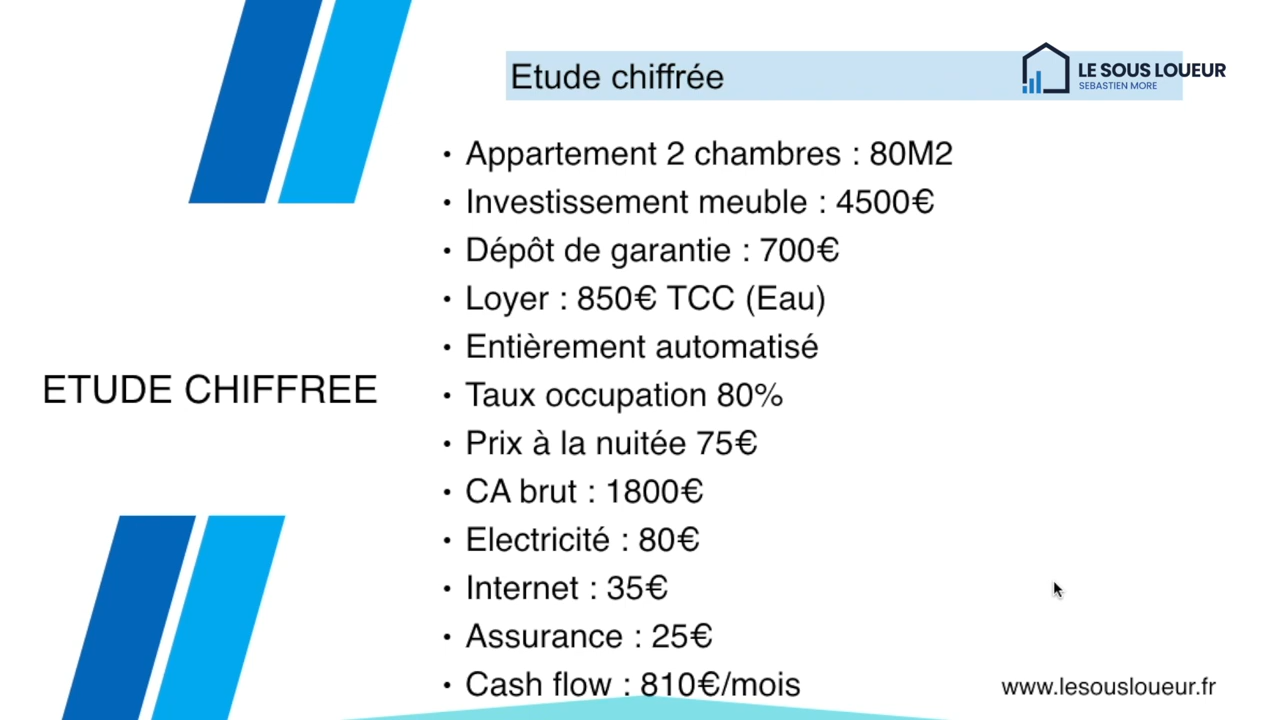 Etude chiffrée
LE SOUS LOUEUR
SEBASTIEN MORE
• Appartement 2 chambres : 80M2
• Investissement meuble : 4500€
• Dépôt de garantie : 700€
• Loyer : 850€ TCC (Eau)
• Entièrement automatisé
ETUDE CHIFFREE
• Taux occupation 80%
• Prix à la nuitée 75€
• CA brut : 1800€
• Electricité : 80€
• Internet : 35€
• Assurance : 25€
• Cash flow : 810€/mois
www.lesousloueur.fr